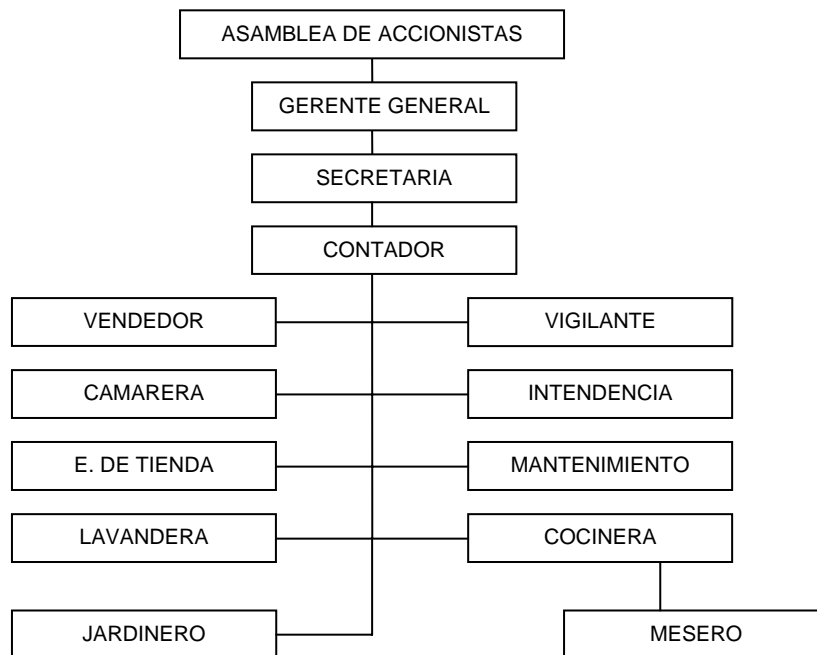 ASAMBLEA DE ACCIONISTAS
GERENTE GENERAL
SECRETARIA
CONTADOR
VENDEDOR
VIGILANTE
CAMARERA
INTENDENCIA
E. DE TIENDA
MANTENIMIENTO
LAVANDERA
COCINERA
JARDINERO
MESERO